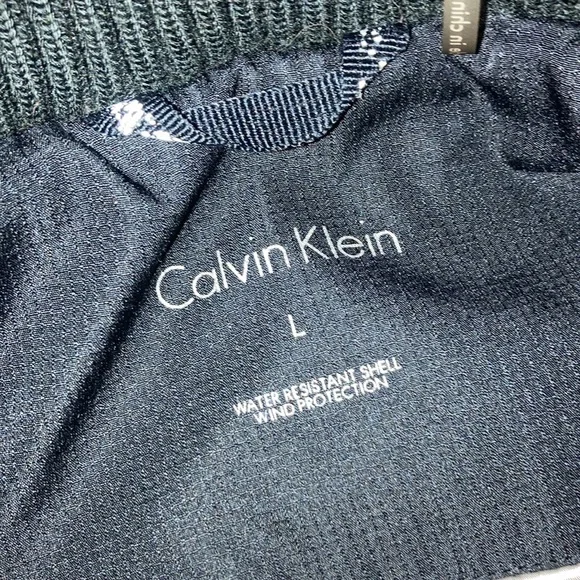 Calvin Klein
L
WATER RESISTANT SHELL
WIND PROTECTION